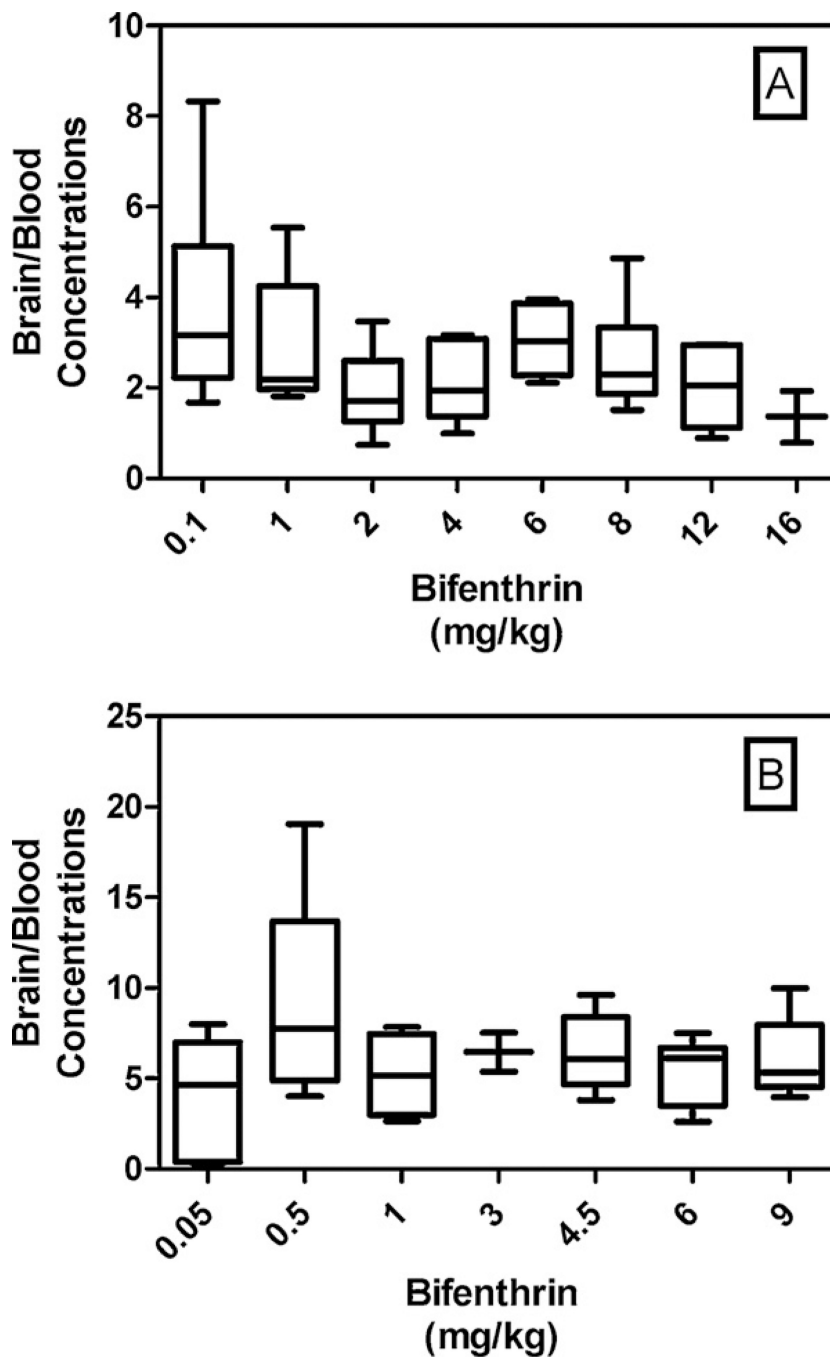 A
Brain/Blood
Concentrations
10
8
6
4
2
0
0.1 1 2 4 6 8 12 16
Bifenthrin
(mg/kg)
B
Brain/Blood
Concentrations
25
20
15
10
5
0
0.05 0.5 1 3 4.5 6 9
Bifenthrin
(mg/kg)